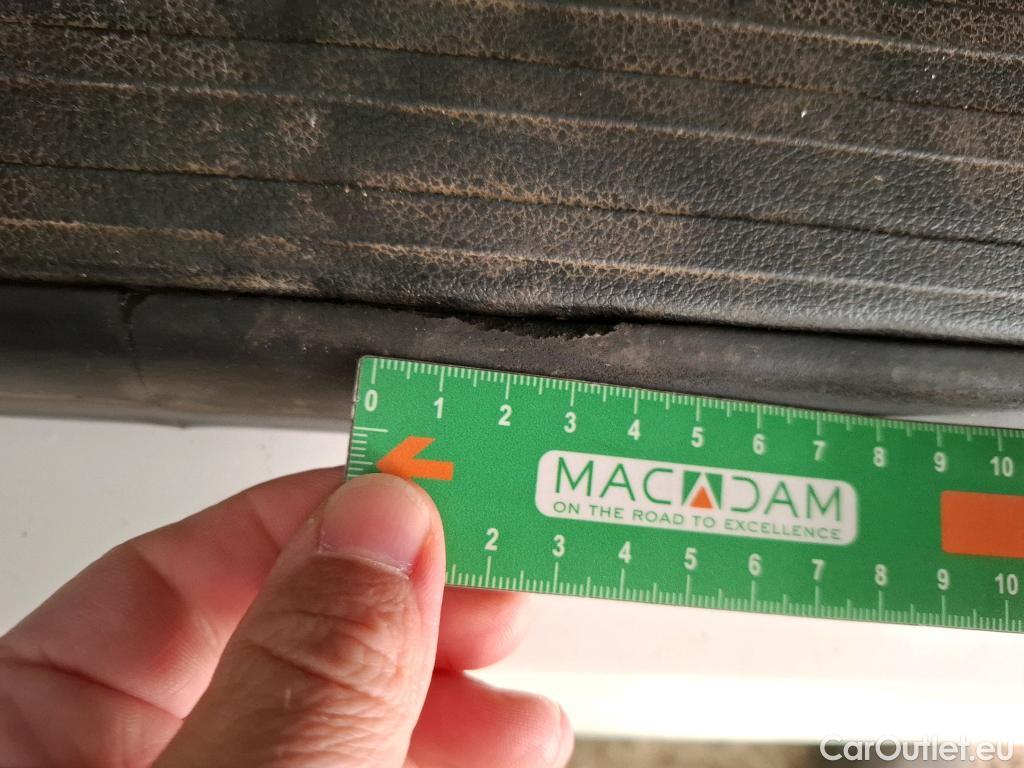 0 1 2 3 4 5 6 7 8 9 10
MACADAM
ON THE ROAD TO EXCELLENCE
2 3 4 5 6 7 8 9 10
CarOutlet.eu